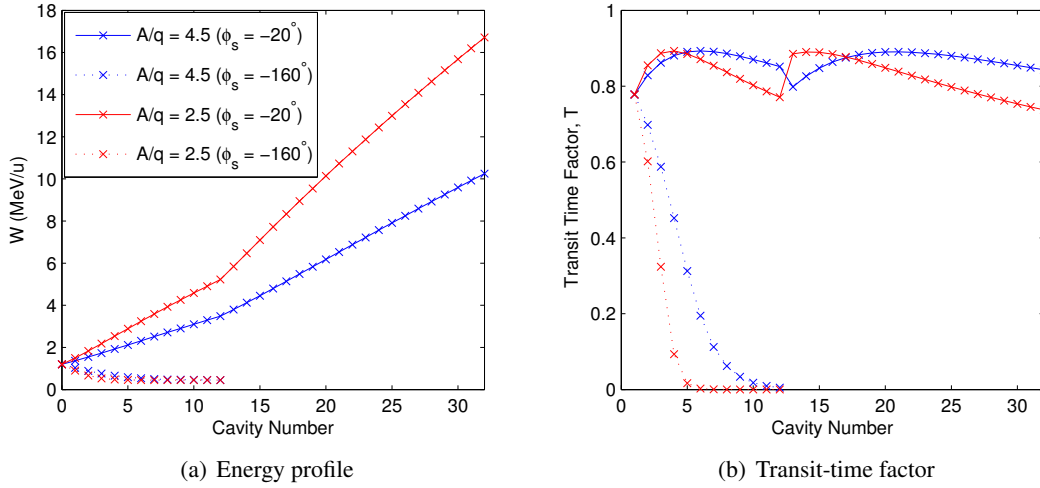 18
16
14
12
10
8
6
4
2
0
W (MeV/u)
A/q = 4.5 (ϕs = −20°)
A/q = 4.5 (ϕs = −160°)
A/q = 2.5 (ϕs = −20°)
A/q = 2.5 (ϕs = −160°)
0 5 10 15 20 25 30
Cavity Number
(a) Energy profile
1
0.8
0.6
0.4
0.2
0
Transit Time Factor, T
0 5 10 15 20 25 30
Cavity Number
(b) Transit-time factor